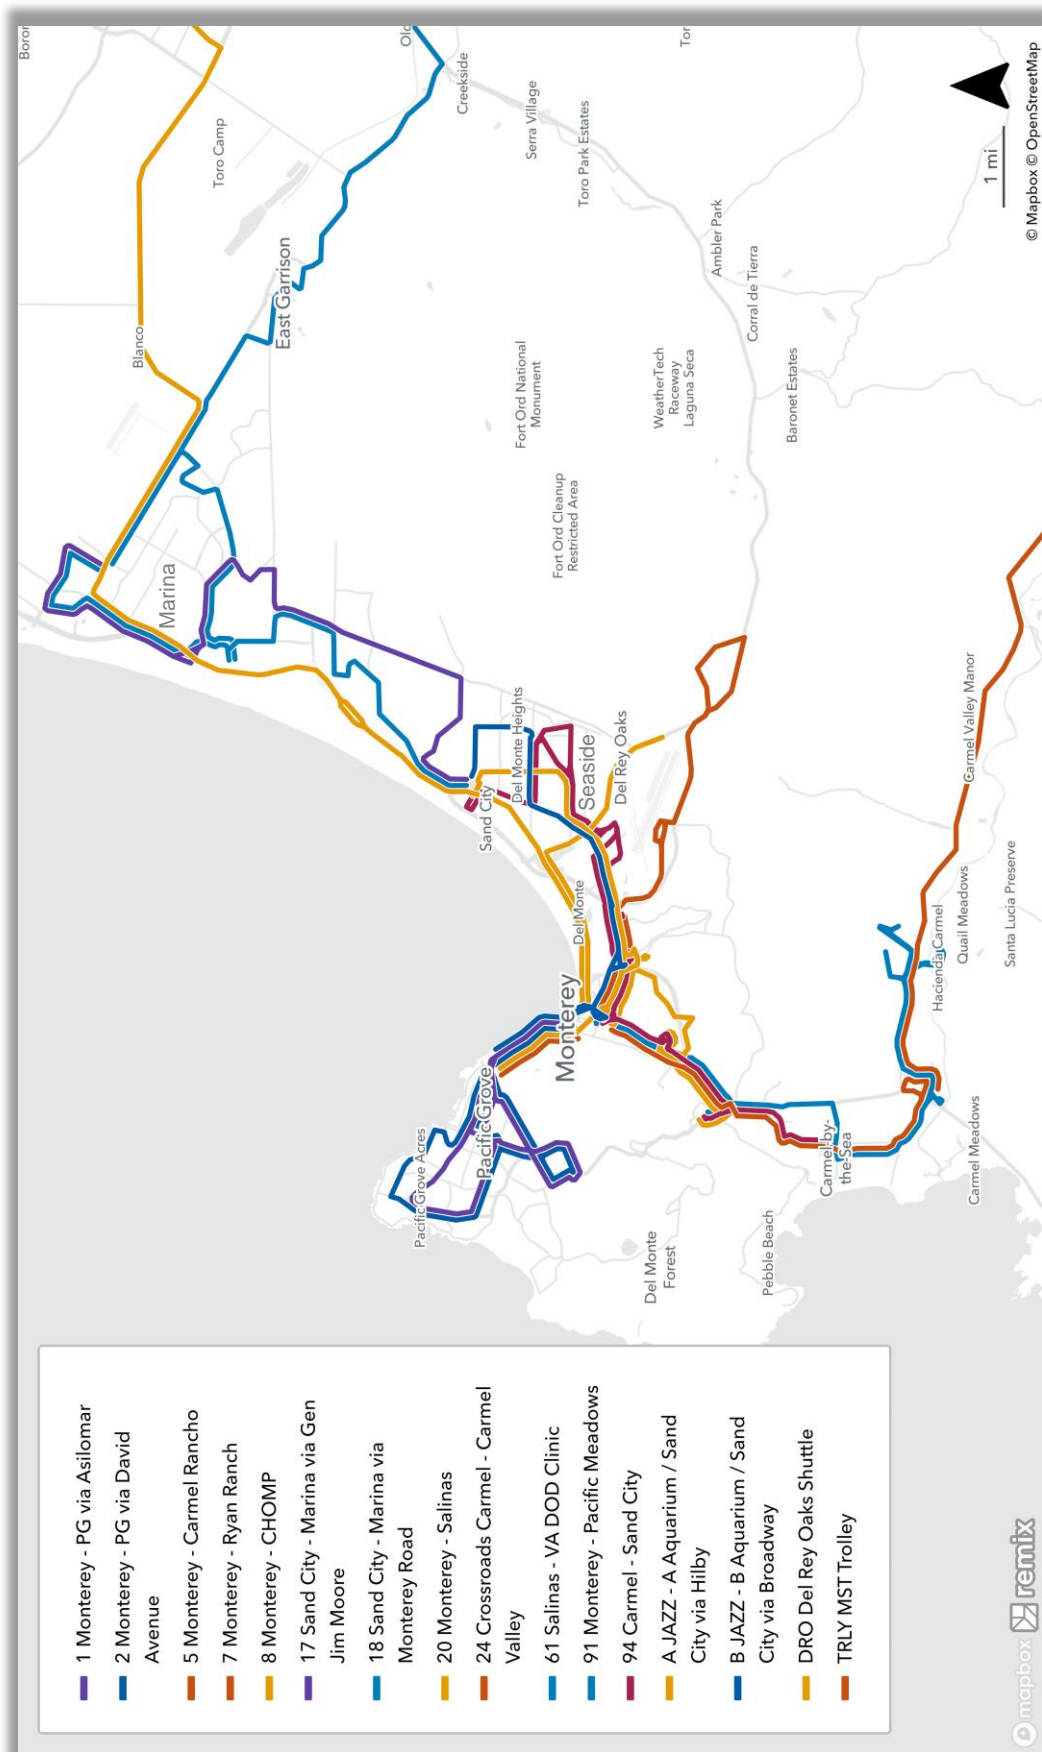 1 Monterey - PG via Asilomar
2 Monterey - PG via David
Avenue
5 Monterey - Carmel Rancho
7 Monterey - Ryan Ranch
8 Monterey - CHOMP
17 Sand City - Marina via Gen
Jim Moore
18 Sand City - Marina via
Monterey Road
20 Monterey - Salinas
24 Crossroads Carmel - Carmel
Valley
61 Salinas - VA DOD Clinic
91 Monterey - Pacific Meadows
94 Carmel - Sand City
A JAZZ - A Aquarium / Sand
City via Hilby
B JAZZ - B Aquarium / Sand
City via Broadway
DRO Del Rey Oaks Shuttle
TRLY MST Trolley
Boror
Olc
Tor
Creekside
Toro Camp
Serra Village
Toro Park Estates
Blanco
East Garrison
Ambler Park
Corral de Tierra
Fort Ord National
Monument
WeatherTech
Raceway
Laguna Seca
Baronet Estates
Marina
Fort Ord Cleanup
Restricted Area
Del Monte Heights
Sand City
Seaside
Del Rey Oaks
Carmel Valley Manor
Del Monte
Monterey
Pacific Grove
Pacific Grove Acres
Hacienda Carmel
Quail Meadows
Santa Lucia Preserve
Carmel-by-
the-Sea
Carmel Meadows
Del Monte
Forest
Pebble Beach
1 mi
© Mapbox © OpenStreetMap
mapbox remix